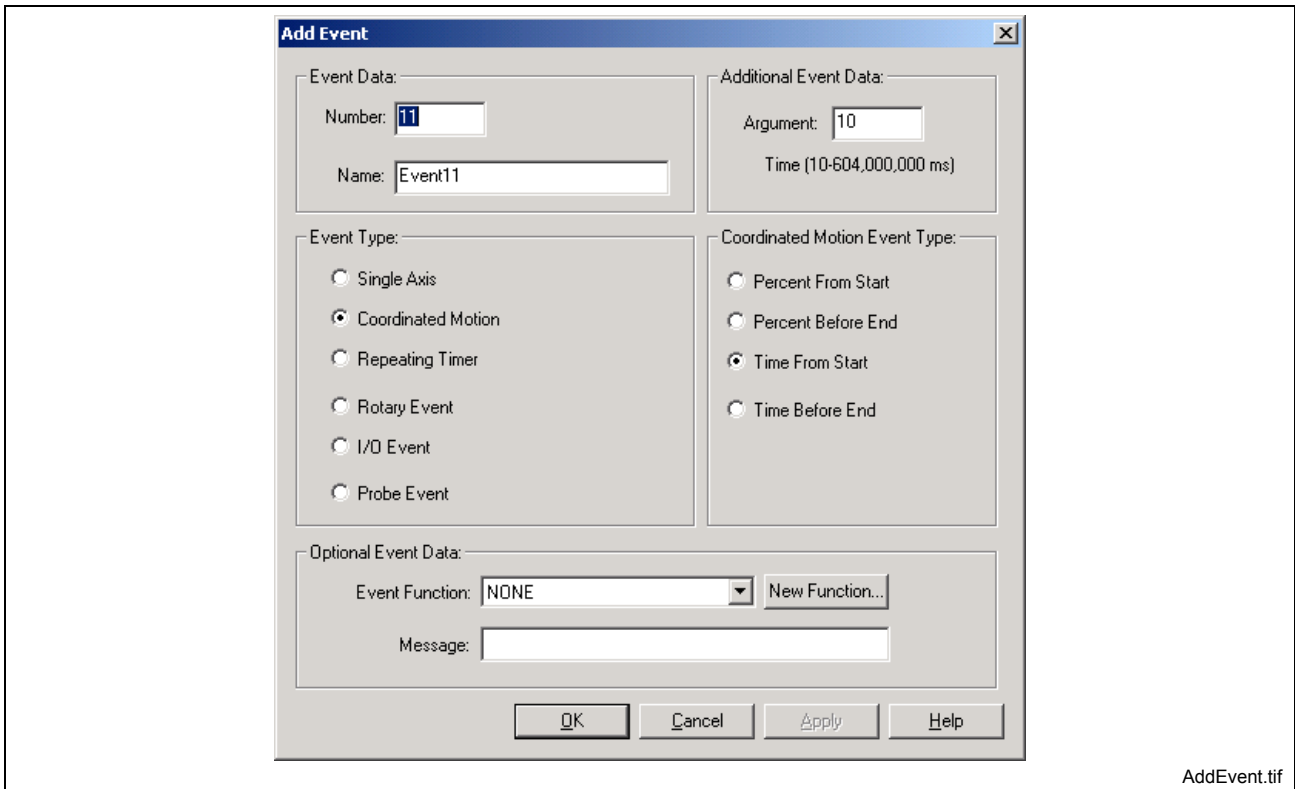 Add Event
Event Data:
Number: 11
Name: Event11
Additional Event Data:
Argument: 10
Time (10-604,000,000 ms)
Event Type:
Single Axis
Coordinated Motion
Repeating Timer
Rotary Event
I/O Event
Probe Event
Coordinated Motion Event Type:
Percent From Start
Percent Before End
Time From Start
Time Before End
Optional Event Data:
Event Function: NONE New Function...
Message:
OK Cancel Apply Help
AddEvent.tif